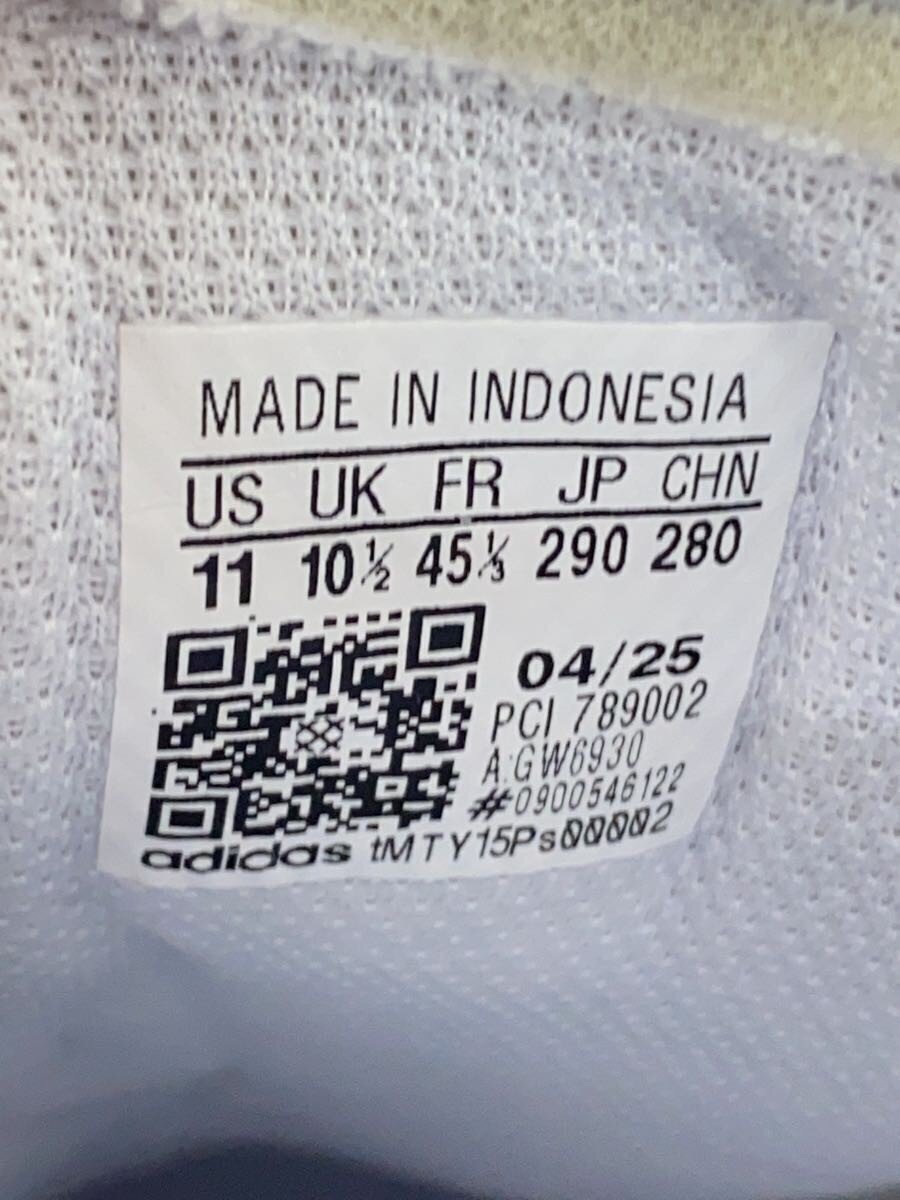 MADE IN INDONESIA
US UK FR JP CHN
11 10½ 45⅓ 290 280
04/25
PCI 789002
A:GW6930
#0900546122
adidas tMTY15Ps00002